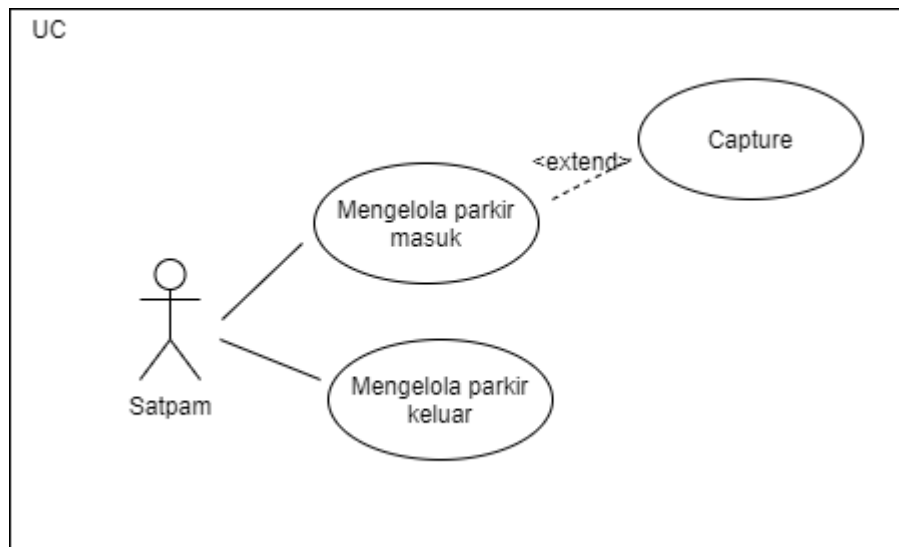 UC
Capture
<extend>
Mengelola parkir
masuk
Mengelola parkir
keluar
Satpam